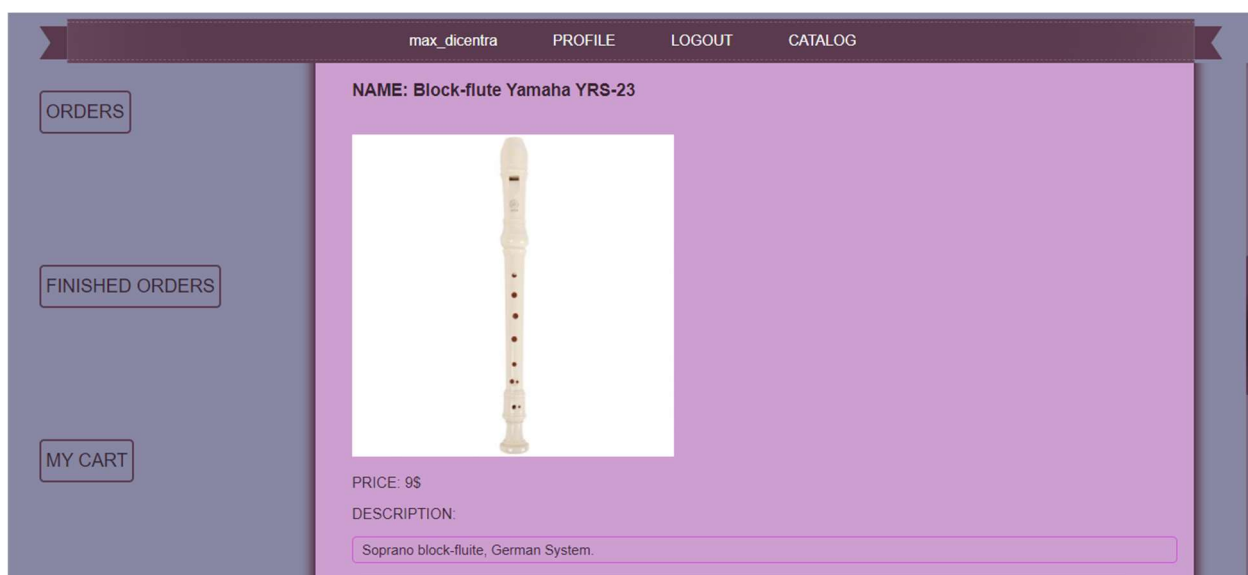 max_dicentra PROFILE LOGOUT CATALOG
ORDERS
FINISHED ORDERS
MY CART
NAME: Block-flute Yamaha YRS-23
PRICE: 9$
DESCRIPTION:
Soprano block-fluite, German System.